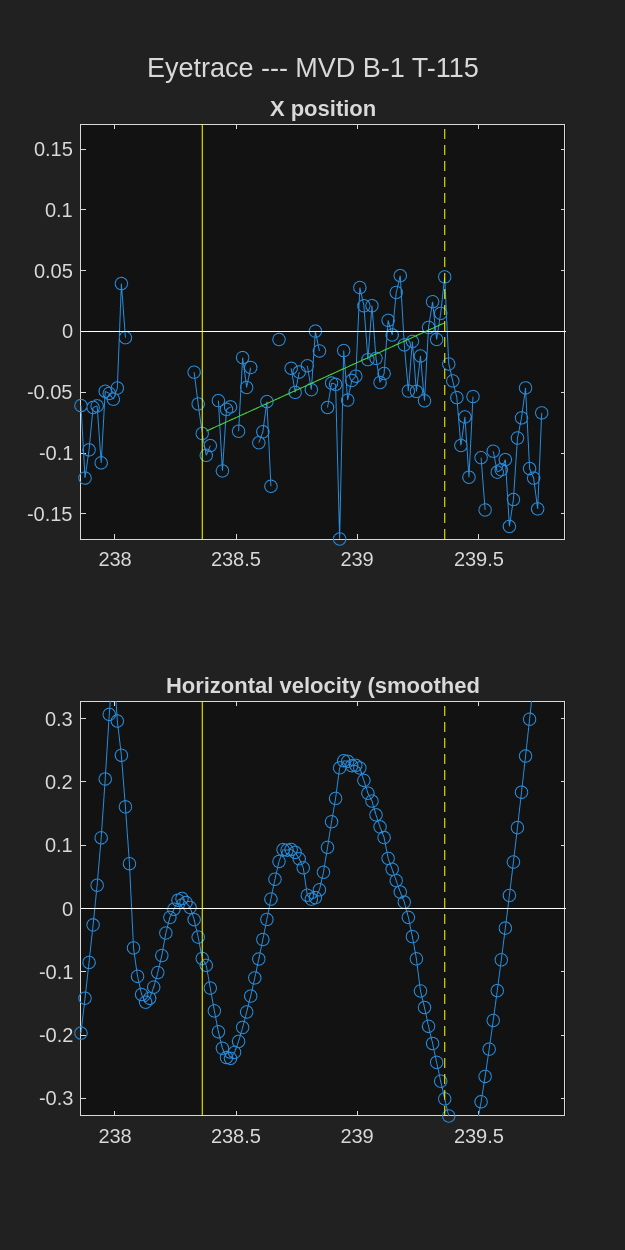 Eyetrace --- MVD B-1 T-115
X position
0.15
0.1
0.05
0
-0.05
-0.1
-0.15
238 238.5 239 239.5
Horizontal velocity (smoothed
0.3
0.2
0.1
0
-0.1
-0.2
-0.3
238 238.5 239 239.5